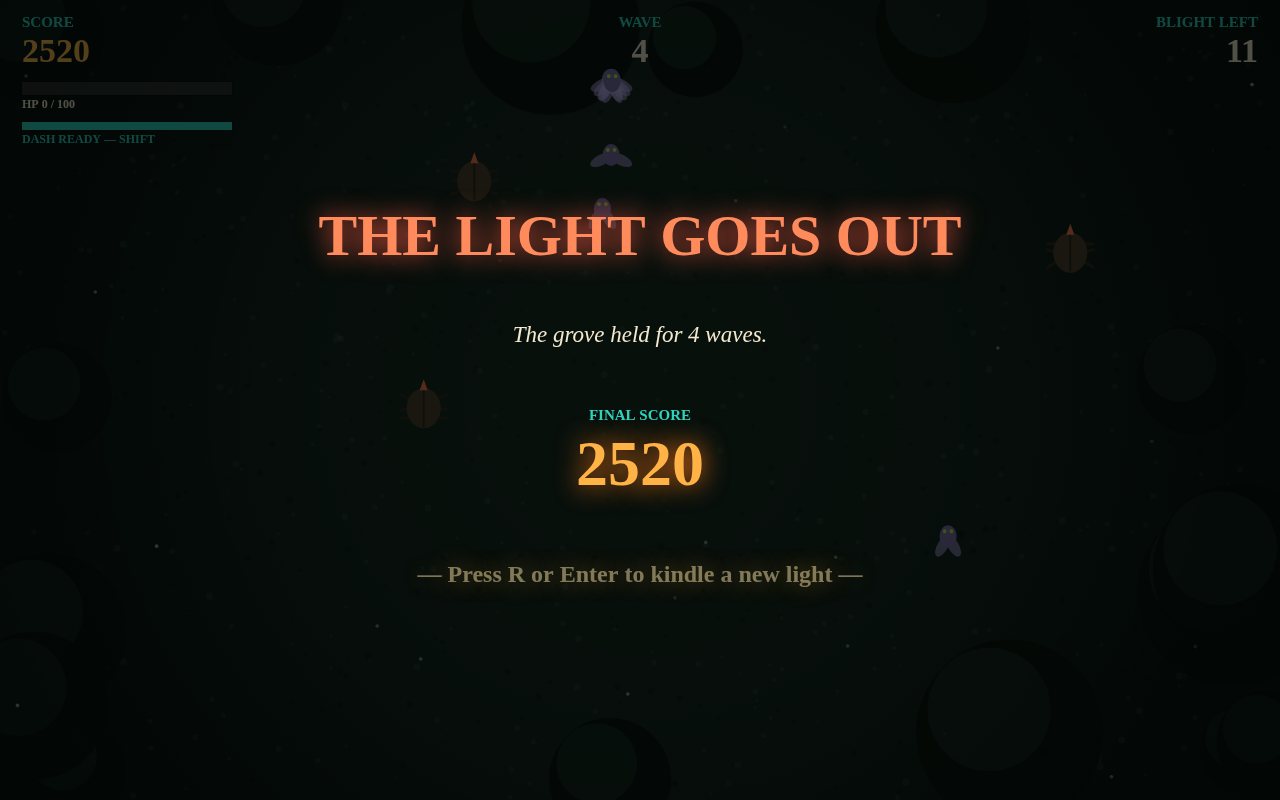 SCORE
2520
HP 0 / 100
DASH READY — SHIFT
WAVE
4
BLIGHT LEFT
11
THE LIGHT GOES OUT
The grove held for 4 waves.
FINAL SCORE
2520
— Press R or Enter to kindle a new light —